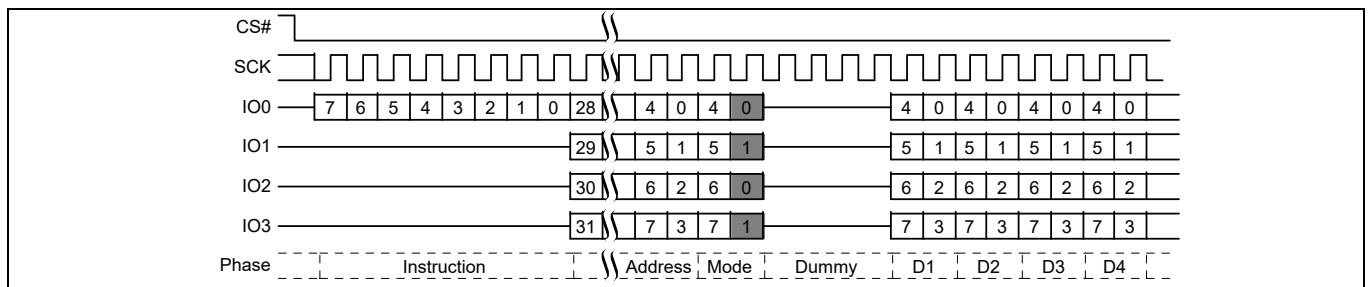 CS#
SCK
IO0 7 6 5 4 3 2 1 0 28 4 0 4 0 4 0 4 0 4 0 4 0
IO1 29 5 1 5 1 5 1 5 1 5 1 5 1
IO2 30 6 2 6 0 6 2 6 2 6 2 6 2
IO3 31 7 3 7 1 7 3 7 3 7 3 7 3
Phase Instruction Address Mode Dummy D1 D2 D3 D4